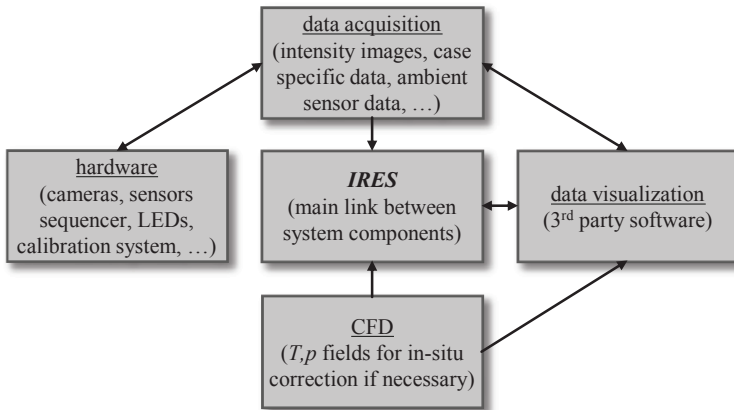 data acquisition
(intensity images, case
specific data, ambient
sensor data, …)
hardware
(cameras, sensors
sequencer, LEDs,
calibration system, …)
IRES
(main link between
system components)
data visualization
(3rd party software)
CFD
(T,p fields for in-situ
correction if necessary)